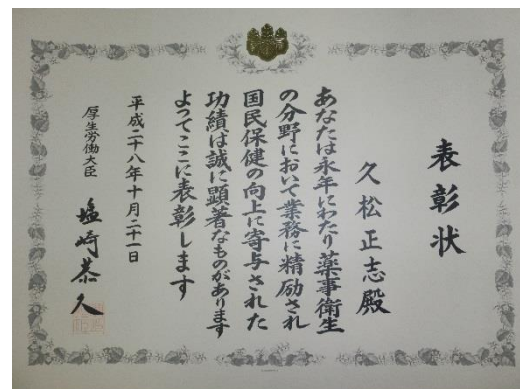 表彰状
久松正志殿
あなたは永年にわたり薬事衛生
の分野において業務に精励され
国民保健の向上に寄与された
功績は誠に顕著なものがあります
よってここに表彰します
平成二十八年十月二十一日
厚生労働大臣 塩崎恭久